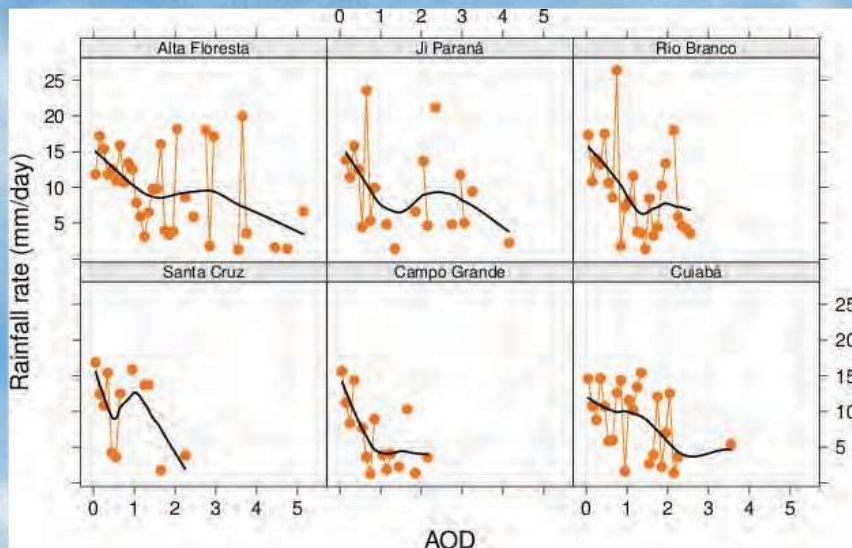 0 1 2 3 4 5
Alta Floresta Ji Paraná Rio Branco
25
20
15
10
5
Santa Cruz Campo Grande Cuiabá
25
20
15
10
5
Rainfall rate (mm/day)
0 1 2 3 4 5 0 1 2 3 4 5
AOD